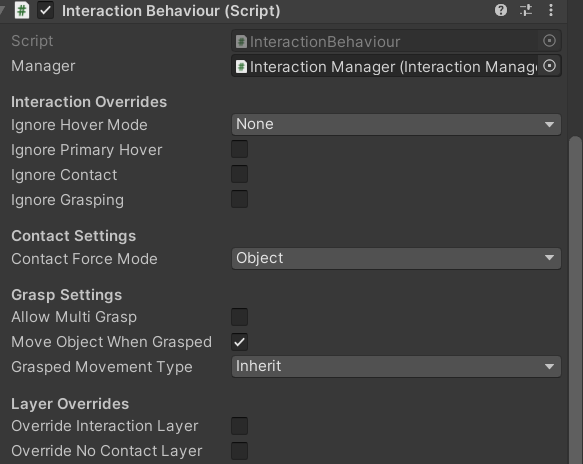 Interaction Behaviour (Script)
Script InteractionBehaviour
Manager Interaction Manager (Interaction Manag
Interaction Overrides
Ignore Hover Mode None
Ignore Primary Hover
Ignore Contact
Ignore Grasping
Contact Settings
Contact Force Mode Object
Grasp Settings
Allow Multi Grasp
Move Object When Grasped
Grasped Movement Type Inherit
Layer Overrides
Override Interaction Layer
Override No Contact Layer